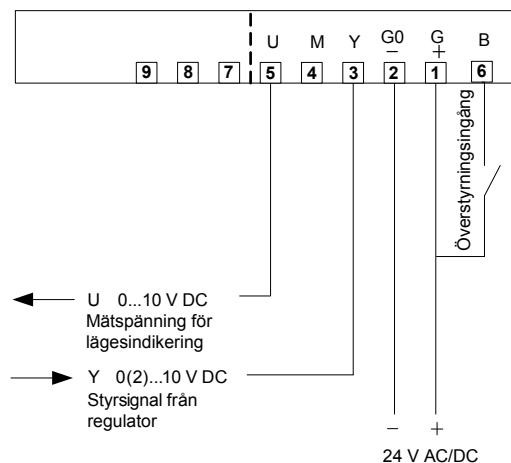 U M Y G0 G B
− +
9 8 7 5 4 3 2 1 6
Överstyrningsingång
U 0...10 V DC
Mätspänning för
lägesindikering
Y 0(2)...10 V DC
Styrsignal från
regulator
− +
24 V AC/DC